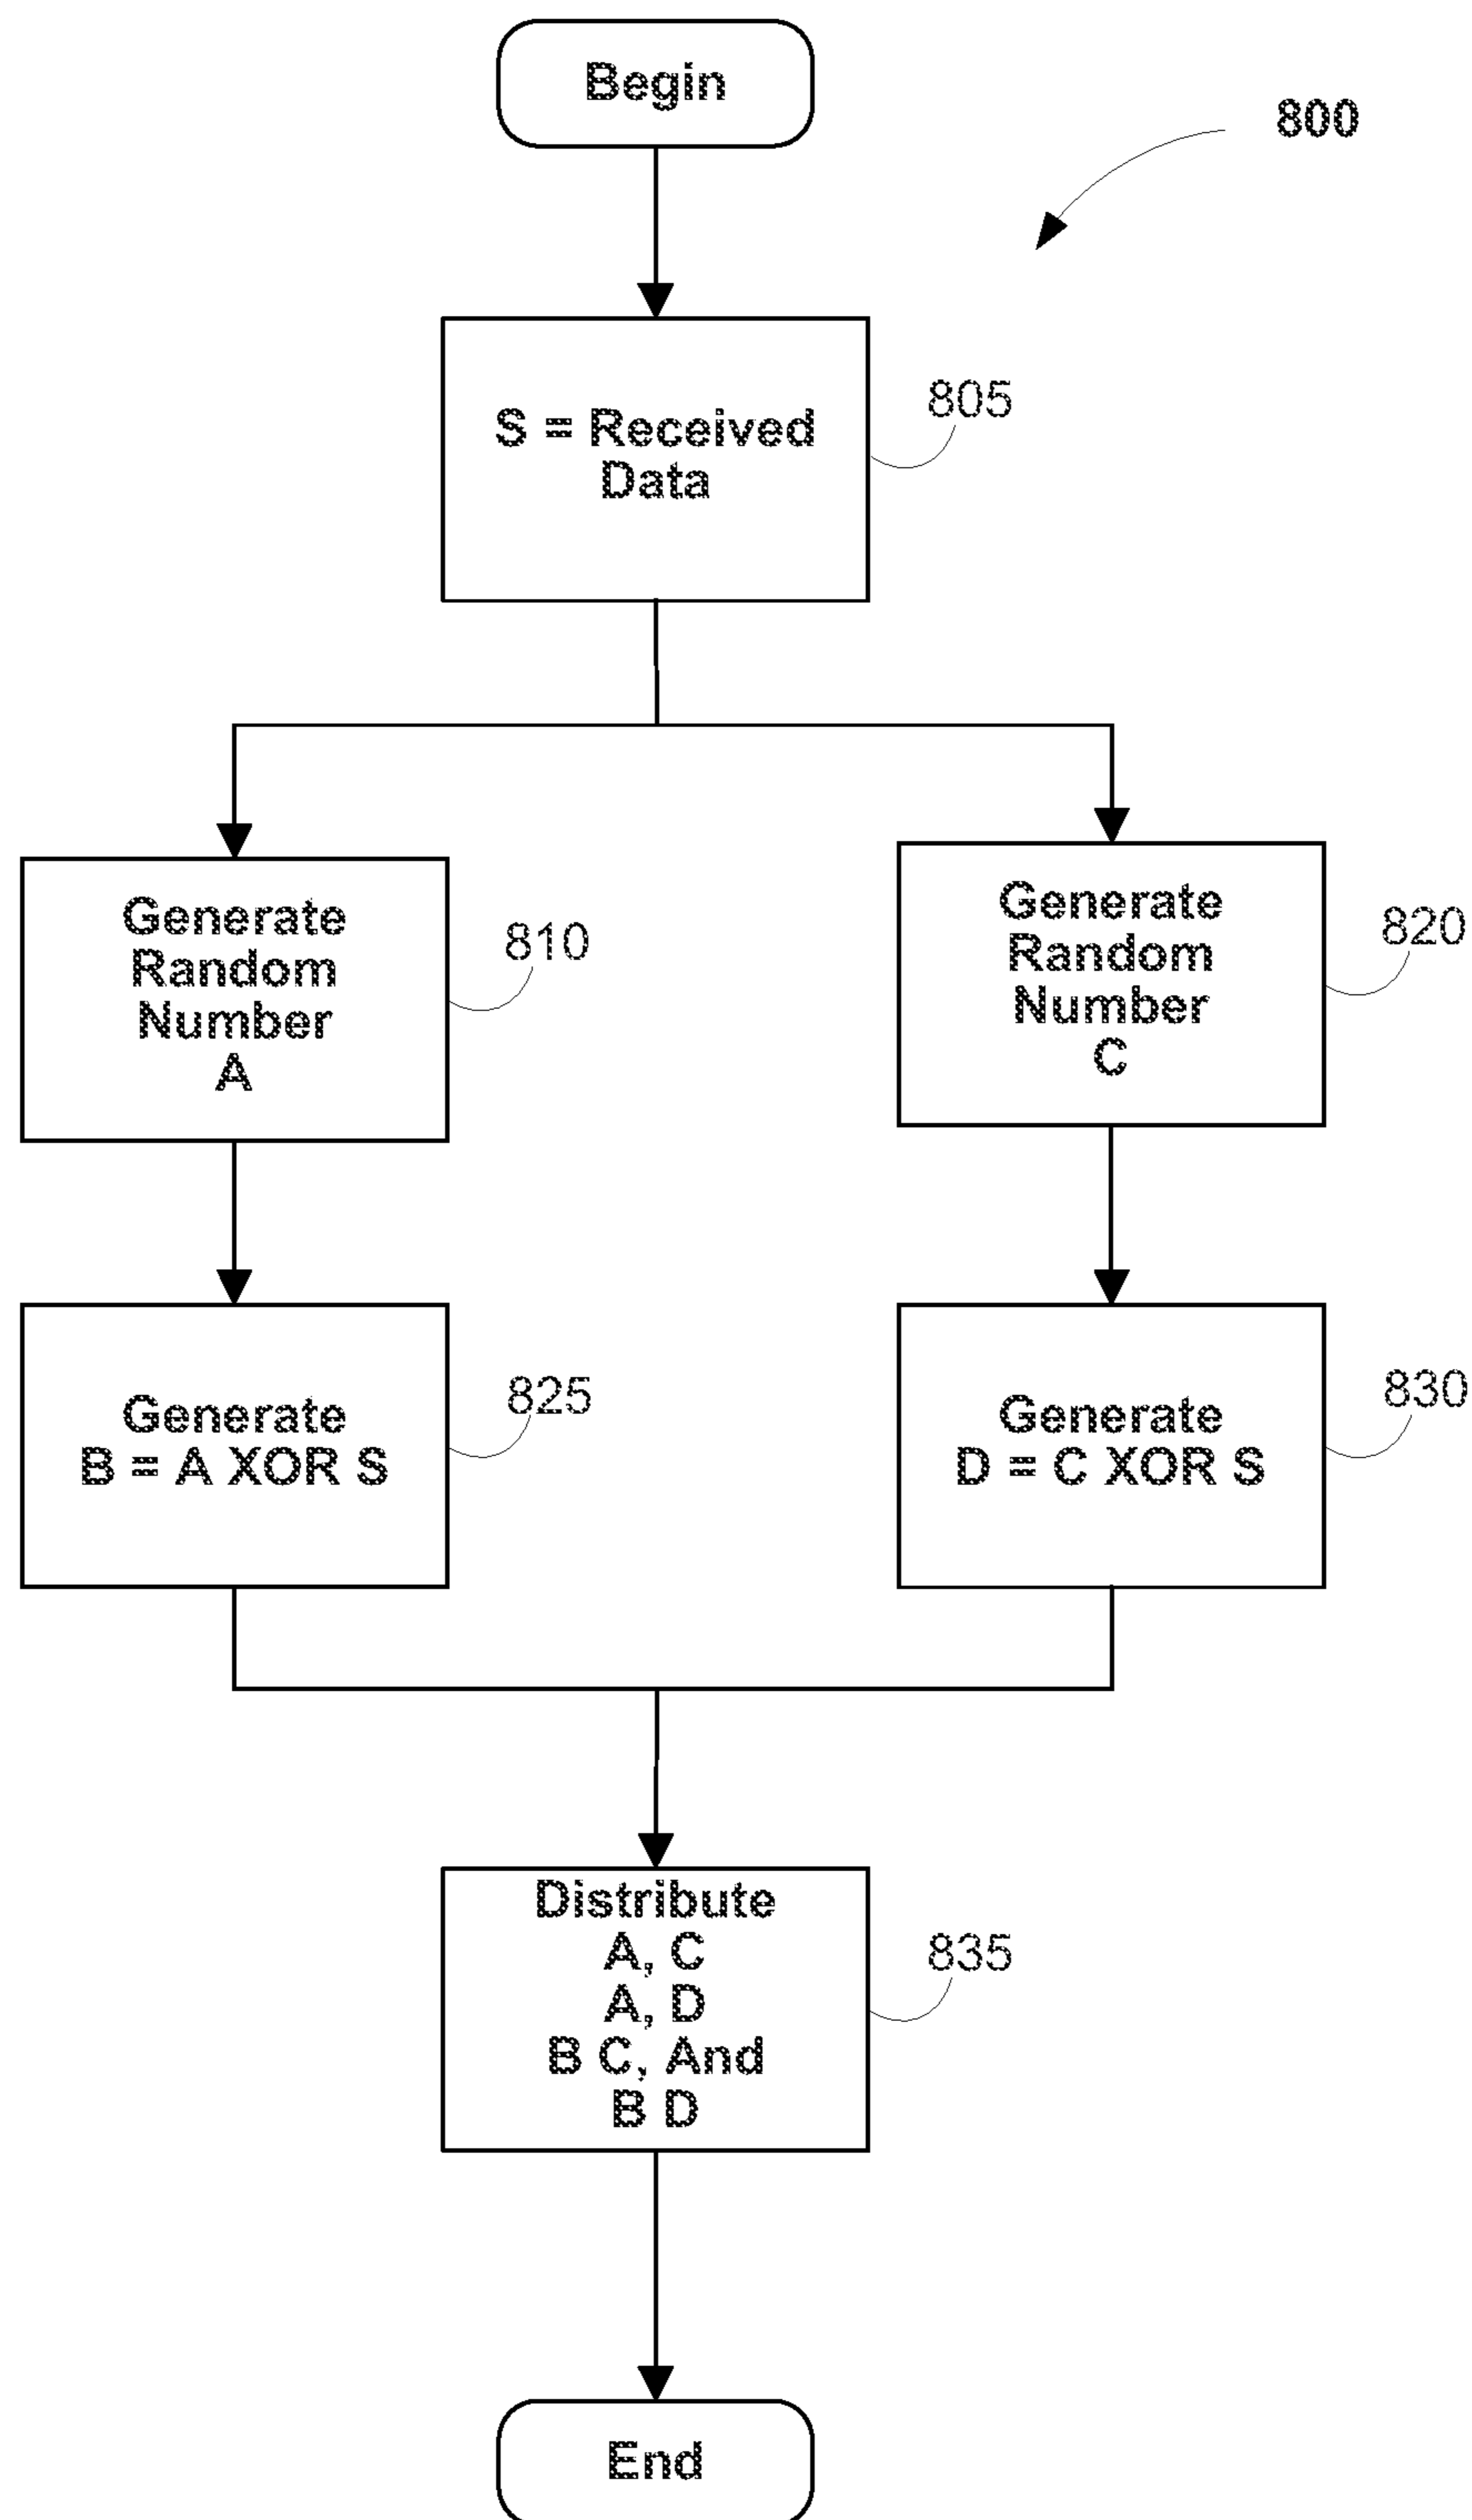 Begin
800
S = Received
Data
805
Generate
Random
Number
A
810
Generate
Random
Number
C
820
Generate
B = A XOR S
825
Generate
D = C XOR S
830
Distribute
A, C
A, D
B C, And
B D
835
End